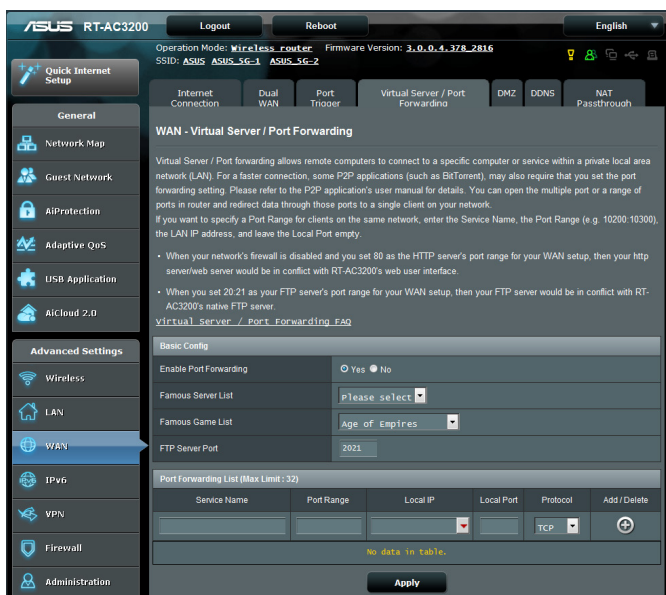 ASUS RT-AC3200
Logout
Reboot
English
Operation Mode: Wireless router Firmware Version: 3.0.0.4.378_2816
SSID: ASUS ASUS_5G-1 ASUS_5G-2
Quick Internet
Setup
General
Network Map
Guest Network
AiProtection
Adaptive QoS
USB Application
AiCloud 2.0
Advanced Settings
Wireless
LAN
WAN
IPv6
VPN
Firewall
Administration
Internet
Connection
Dual
WAN
Port
Trigger
Virtual Server / Port
Forwarding
DMZ
DDNS
NAT
Passthrough
WAN - Virtual Server / Port Forwarding
Virtual Server / Port forwarding allows remote computers to connect to a specific computer or service within a private local area
network (LAN). For a faster connection, some P2P applications (such as BitTorrent), may also require that you set the port
forwarding setting. Please refer to the P2P application's user manual for details. You can open the multiple port or a range of
ports in router and redirect data through those ports to a single client on your network.
If you want to specify a Port Range for clients on the same network, enter the Service Name, the Port Range (e.g. 10200:10300),
the LAN IP address, and leave the Local Port empty.
• When your network's firewall is disabled and you set 80 as the HTTP server's port range for your WAN setup, then your http
server/web server would be in conflict with RT-AC3200's web user interface.
• When you set 20:21 as your FTP server's port range for your WAN setup, then your FTP server would be in conflict with RT-
AC3200's native FTP server.
Virtual Server / Port Forwarding FAQ
Basic Config
Enable Port Forwarding Yes No
Famous Server List Please select
Famous Game List Age of Empires
FTP Server Port 2021
Port Forwarding List (Max Limit : 32)
Service Name Port Range Local IP Local Port Protocol Add / Delete
TCP
No data in table.
Apply